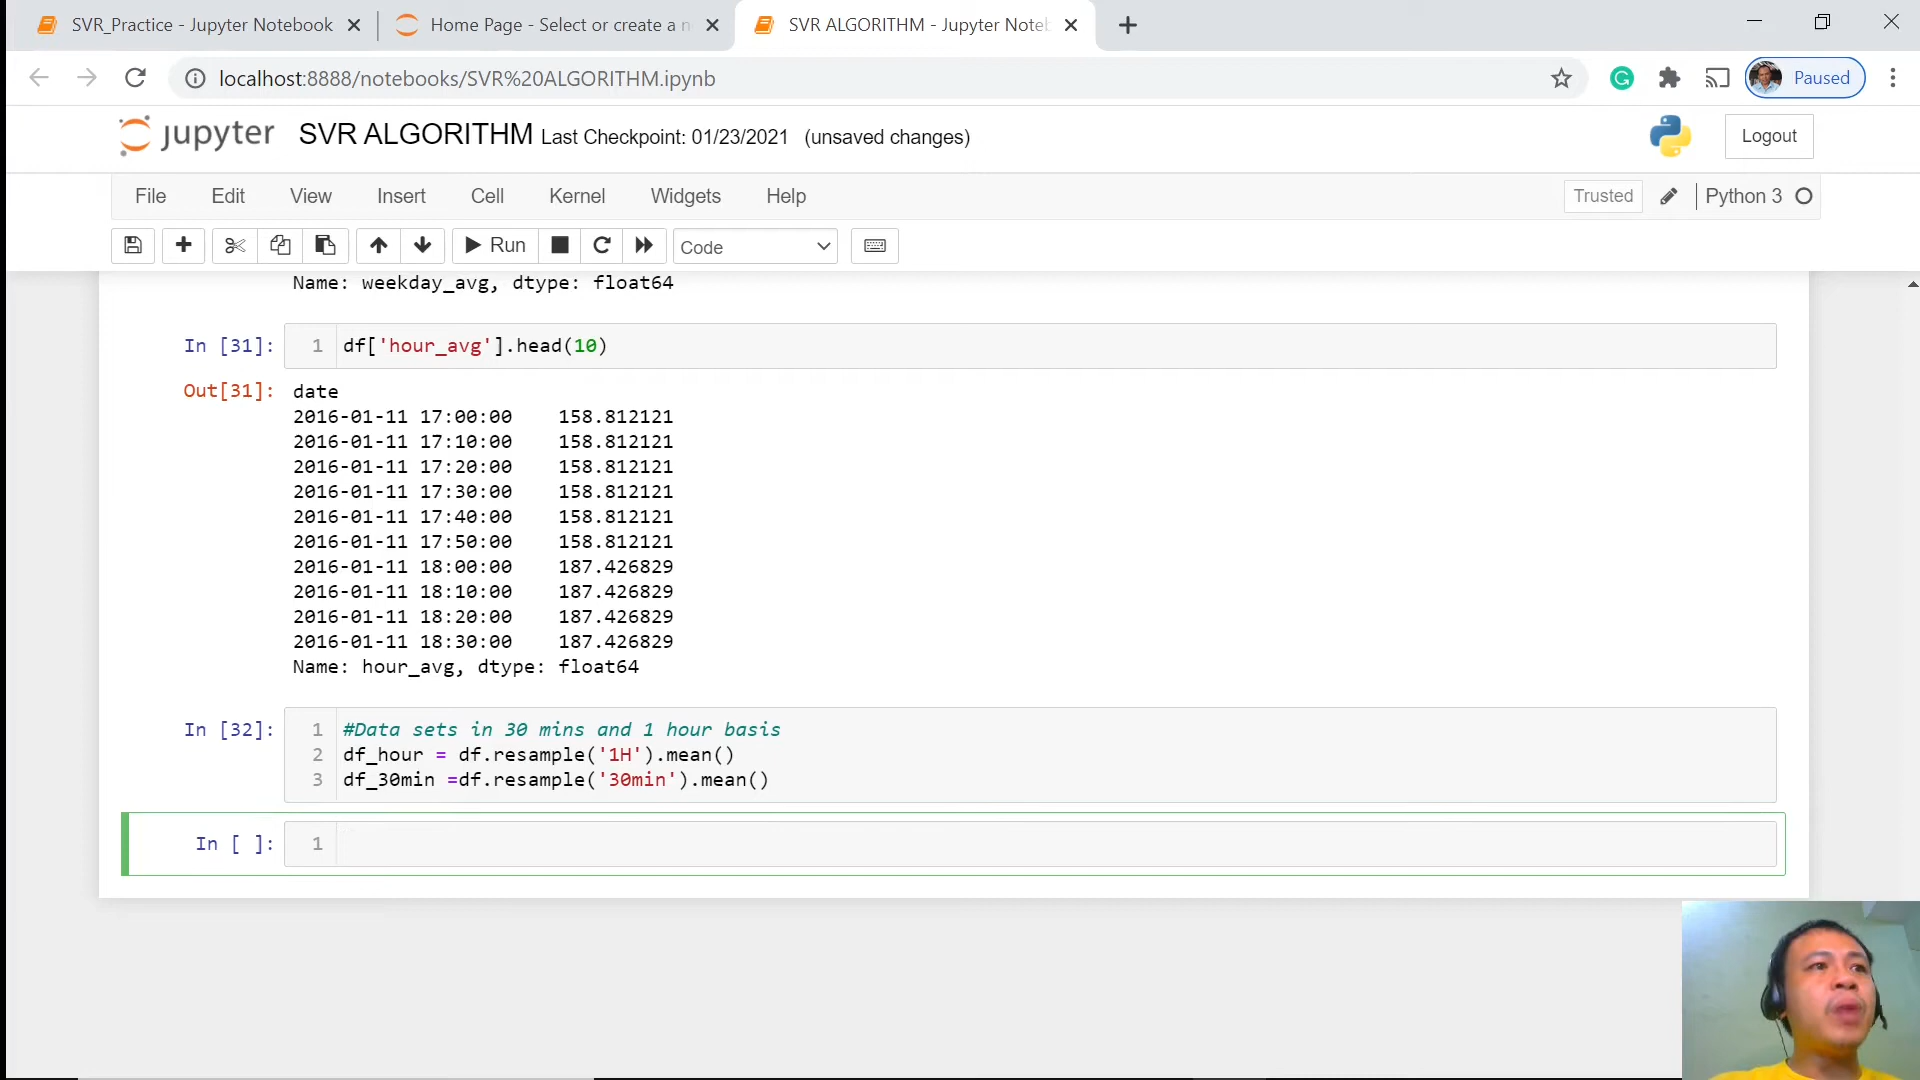 SVR_Practice - Jupyter Notebook
Home Page - Select or create a n
SVR ALGORITHM - Jupyter Noteb
localhost:8888/notebooks/SVR%20ALGORITHM.ipynb
G
Paused
jupyter SVR ALGORITHM Last Checkpoint: 01/23/2021 (unsaved changes)
Logout
File Edit View Insert Cell Kernel Widgets Help
Trusted
Python 3
Run
Code
Name: weekday_avg, dtype: float64
In [31]: 1 df['hour_avg'].head(10)
Out[31]: date
2016-01-11 17:00:00 158.812121
2016-01-11 17:10:00 158.812121
2016-01-11 17:20:00 158.812121
2016-01-11 17:30:00 158.812121
2016-01-11 17:40:00 158.812121
2016-01-11 17:50:00 158.812121
2016-01-11 18:00:00 187.426829
2016-01-11 18:10:00 187.426829
2016-01-11 18:20:00 187.426829
2016-01-11 18:30:00 187.426829
Name: hour_avg, dtype: float64
In [32]: 1 #Data sets in 30 mins and 1 hour basis
2 df_hour = df.resample('1H').mean()
3 df_30min =df.resample('30min').mean()
In [ ]: 1